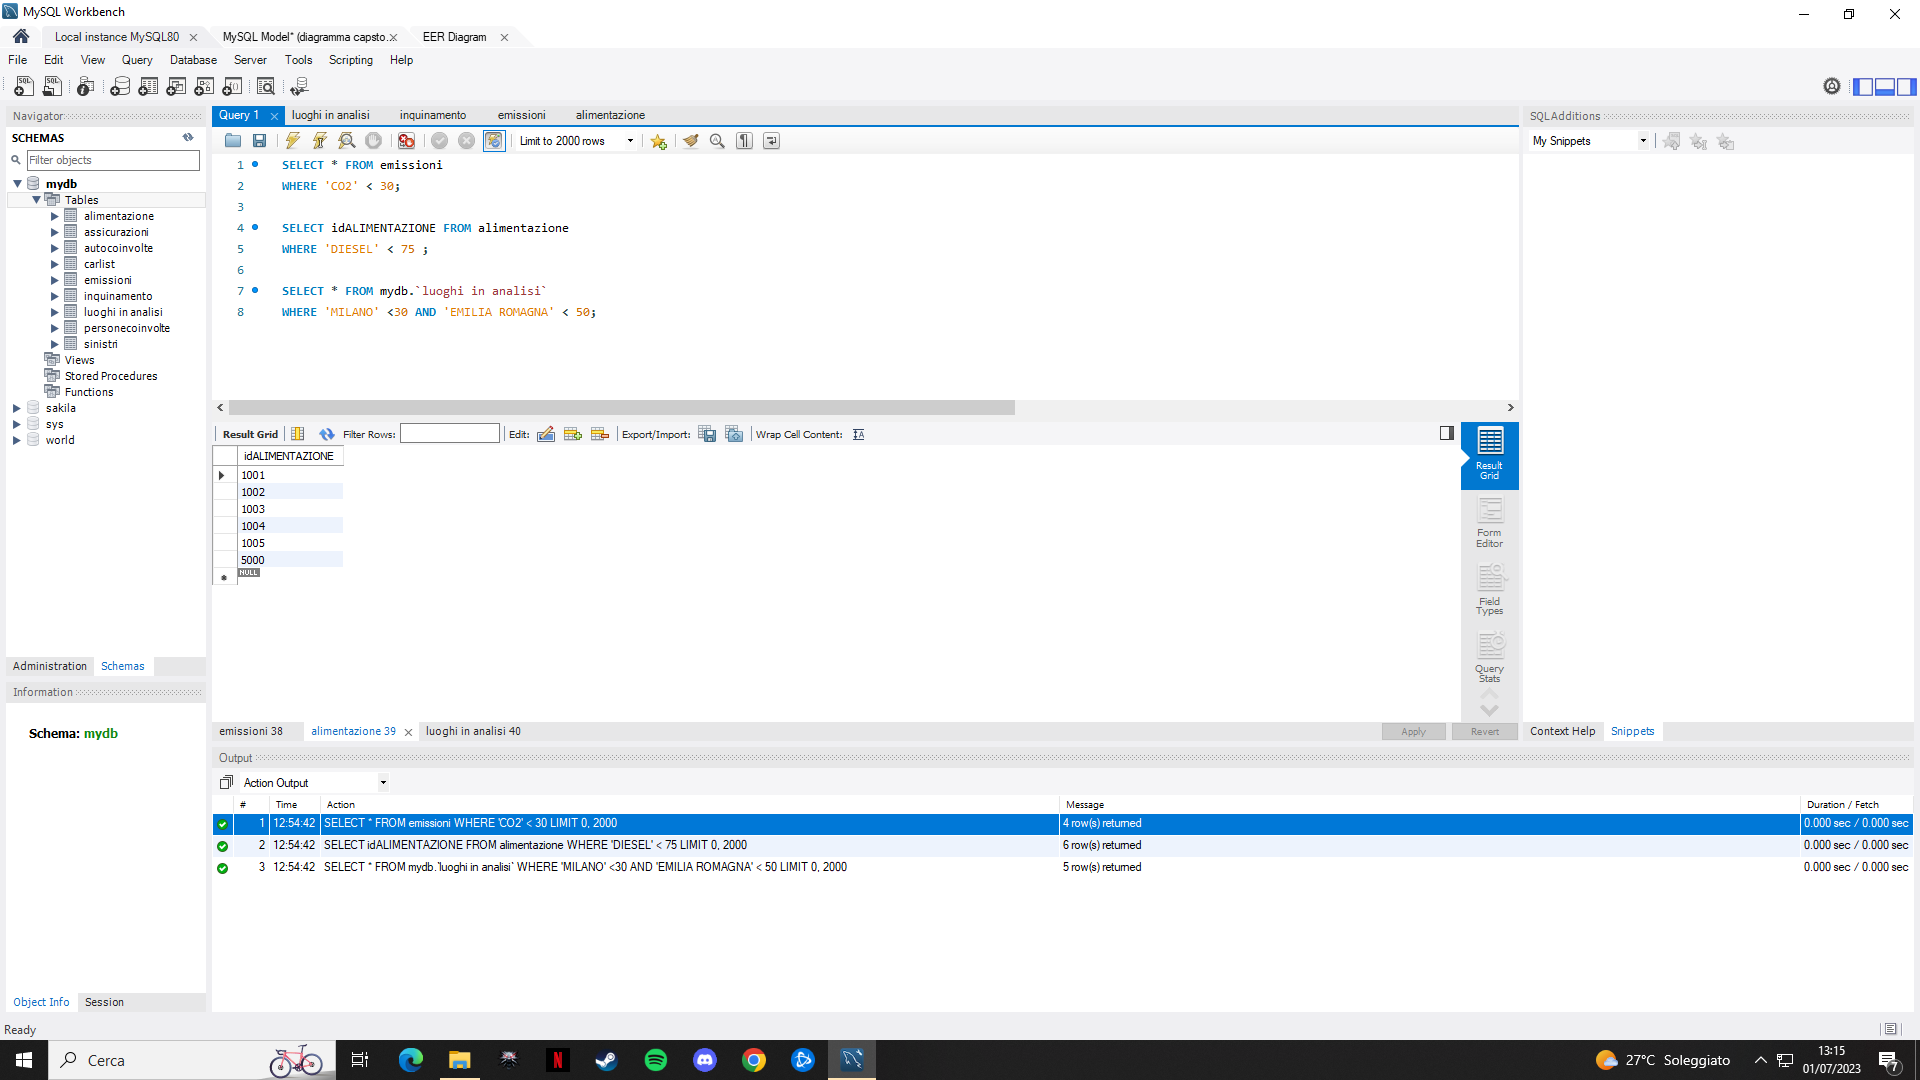 MySQL Workbench
Local instance MySQL80
MySQL Model* (diagramma capsto...
EER Diagram
File Edit View Query Database Server Tools Scripting Help
Navigator
SCHEMAS
Filter objects
mydb
Tables
alimentazione
assicurazioni
autocoinvolte
carlist
emissioni
inquinamento
luoghi in analisi
personecoinvolte
sinistri
Views
Stored Procedures
Functions
sakila
sys
world
Administration Schemas
Information
Schema: mydb
Object Info Session
Query 1 luoghi in analisi inquinamento emissioni alimentazione
Limit to 2000 rows
1 SELECT * FROM emissioni
2 WHERE 'CO2' < 30;
3
4 SELECT idALIMENTAZIONE FROM alimentazione
5 WHERE 'DIESEL' < 75 ;
6
7 SELECT * FROM mydb.`luoghi in analisi`
8 WHERE 'MILANO' <30 AND 'EMILIA ROMAGNA' < 50;
Result Grid Filter Rows: Edit: Export/Import: Wrap Cell Content:
idALIMENTAZIONE
1001
1002
1003
1004
1005
5000
NULL
Result
Grid
Form
Editor
Field
Types
Query
Stats
emissioni 38 alimentazione 39 luoghi in analisi 40
Apply Revert
SQLAdditions
My Snippets
Context Help Snippets
Output
Action Output
# Time Action Message Duration / Fetch
1 12:54:42 SELECT * FROM emissioni WHERE 'CO2' < 30 LIMIT 0, 2000 4 row(s) returned 0.000 sec / 0.000 sec
2 12:54:42 SELECT idALIMENTAZIONE FROM alimentazione WHERE 'DIESEL' < 75 LIMIT 0, 2000 6 row(s) returned 0.000 sec / 0.000 sec
3 12:54:42 SELECT * FROM mydb.`luoghi in analisi` WHERE 'MILANO' <30 AND 'EMILIA ROMAGNA' < 50 LIMIT 0, 2000 5 row(s) returned 0.000 sec / 0.000 sec
Ready
Cerca
27°C Soleggiato
13:15
01/07/2023
7